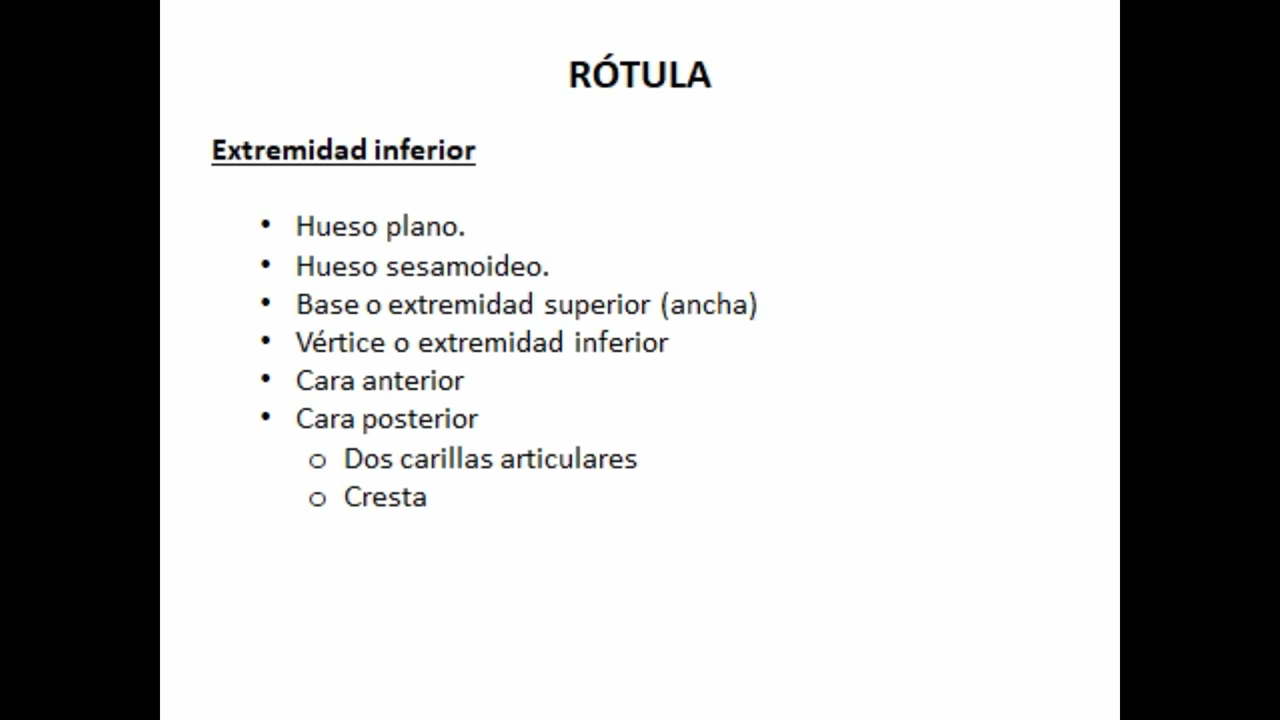 RÓTULA
Extremidad inferior
• Hueso plano.
• Hueso sesamoideo.
• Base o extremidad superior (ancha)
• Vértice o extremidad inferior
• Cara anterior
• Cara posterior
o Dos carillas articulares
o Cresta